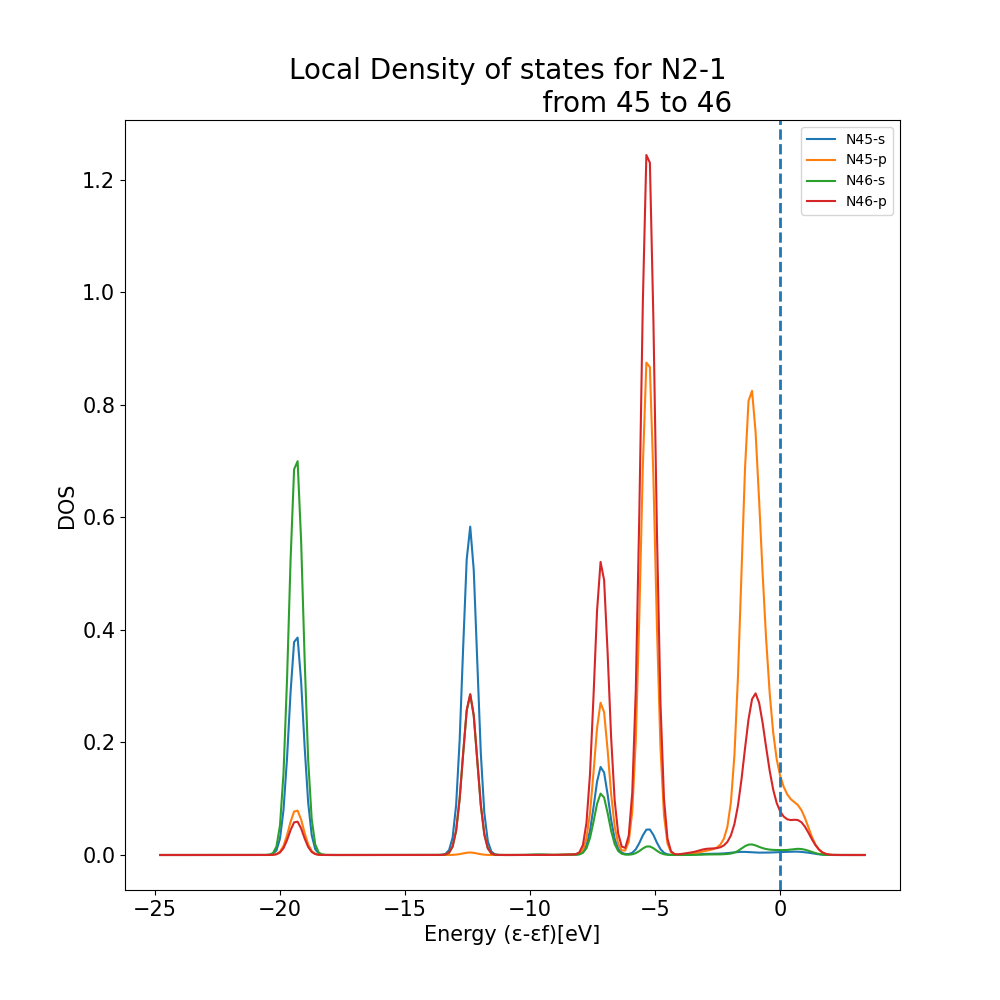 Local Density of states for N2-1
from 45 to 46
N45-s
N45-p
N46-s
N46-p
1.2
1.0
0.8
0.6
0.4
0.2
0.0
DOS
−25 −20 −15 −10 −5 0
Energy (ε-εf)[eV]